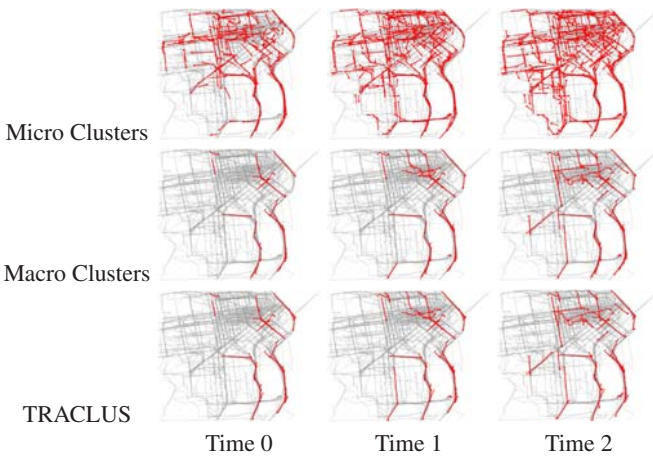 Micro Clusters
Macro Clusters
TRACLUS
Time 0
Time 1
Time 2